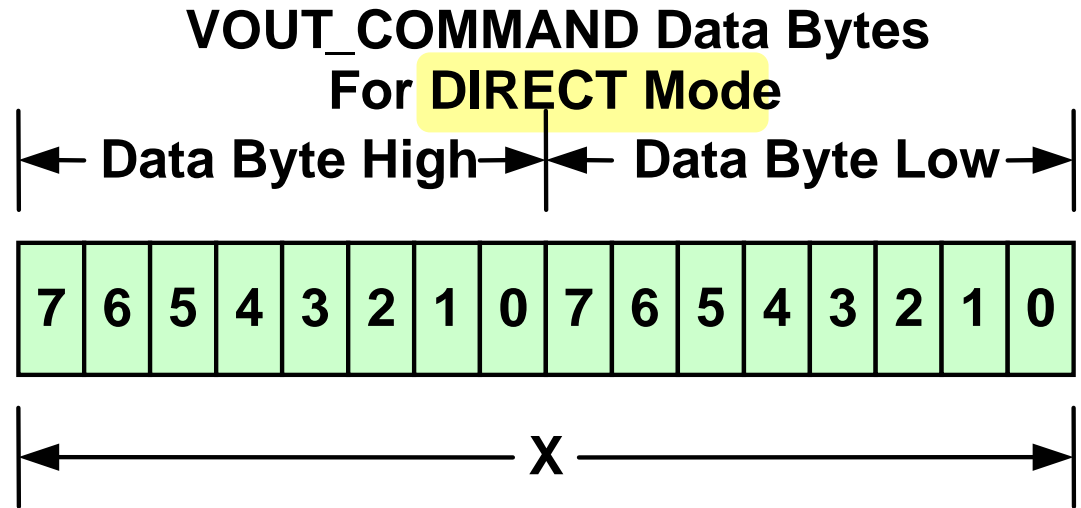 VOUT_COMMAND Data Bytes
For DIRECT Mode
Data Byte High Data Byte Low
7 6 5 4 3 2 1 0 7 6 5 4 3 2 1 0
X